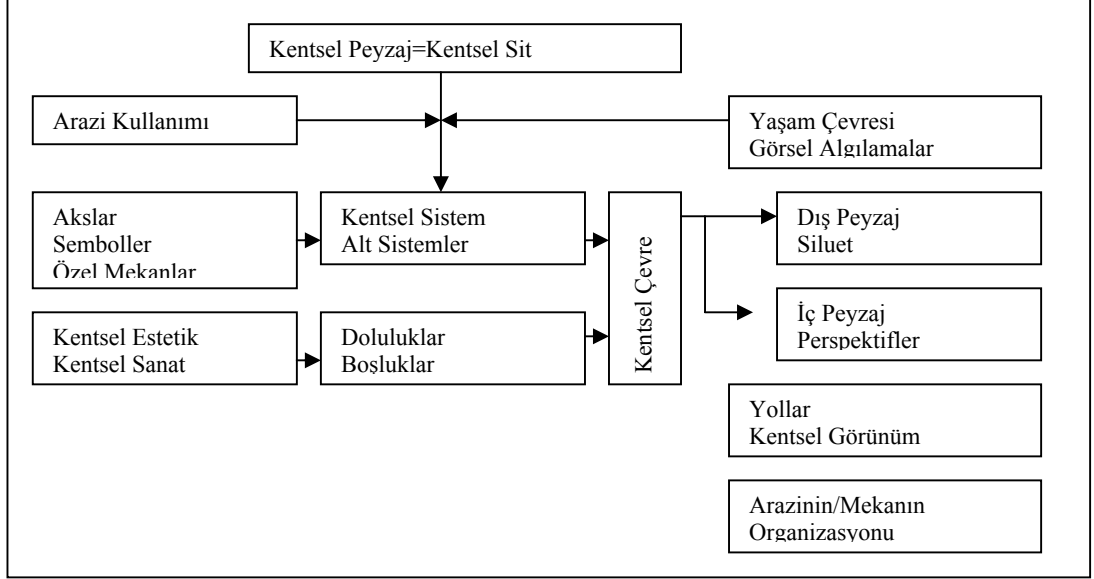 Kentsel Peyzaj=Kentsel Sit
Arazi Kullanımı
Yaşam Çevresi
Görsel Algılamalar
Akslar
Semboller
Özel Mekanlar
Kentsel Sistem
Alt Sistemler
Kentsel Çevre
Dış Peyzaj
Siluet
İç Peyzaj
Perspektifler
Kentsel Estetik
Kentsel Sanat
Doluluklar
Boşluklar
Yollar
Kentsel Görünüm
Arazinin/Mekanın
Organizasyonu